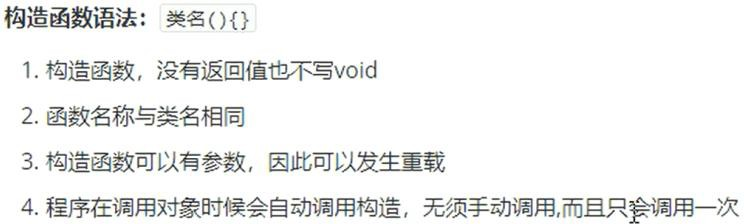 构造函数语法：类名(){}
1. 构造函数，没有返回值也不写void
2. 函数名称与类名相同
3. 构造函数可以有参数，因此可以发生重载
4. 程序在调用对象时候会自动调用构造，无须手动调用,而且只会调用一次